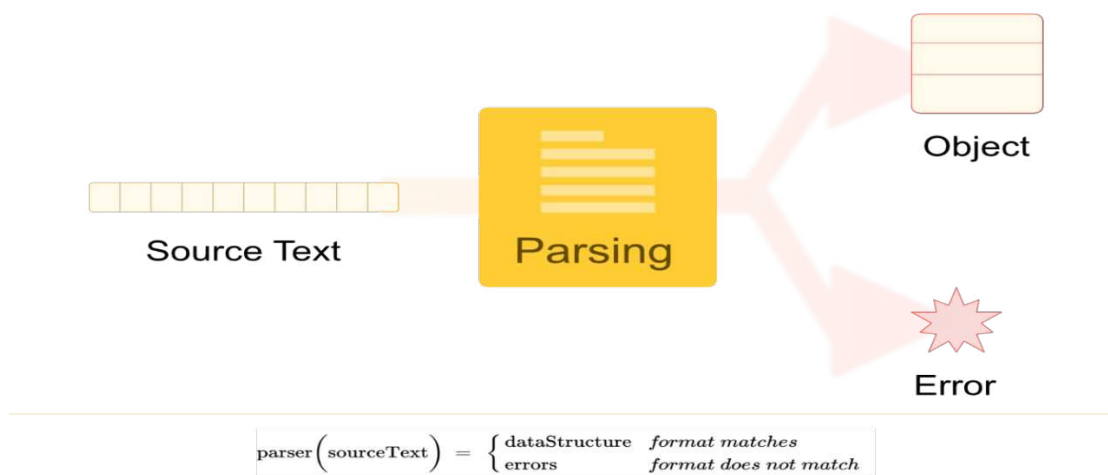 Source Text
Parsing
Object
Error
parser(sourceText) = { dataStructure format matches
errors format does not match